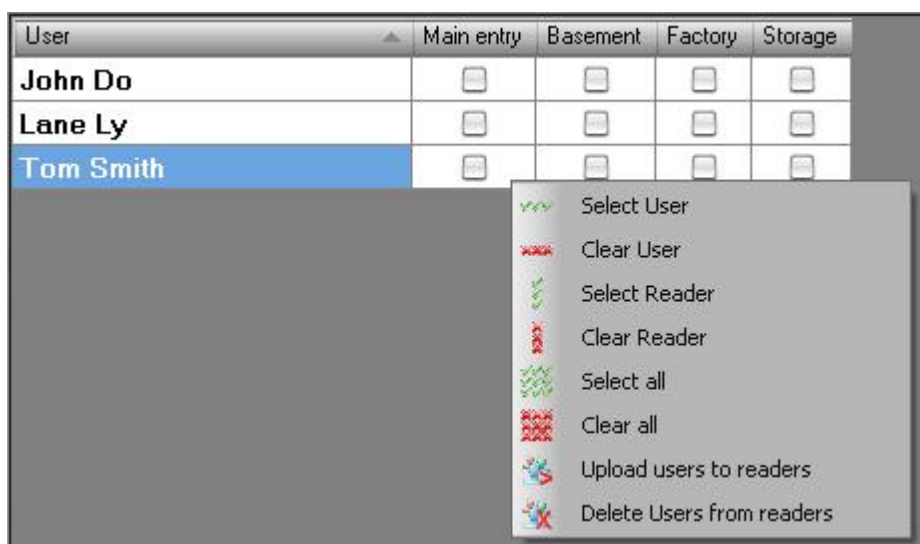 User Main entry Basement Factory Storage
John Do
Lane Ly
Tom Smith
Select User
Clear User
Select Reader
Clear Reader
Select all
Clear all
Upload users to readers
Delete Users from readers